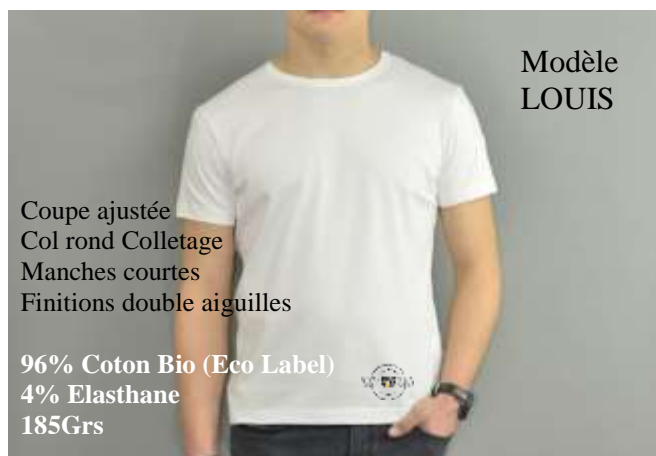 Modèle
LOUIS
Coupe ajustée
Col rond Colletage
Manches courtes
Finitions double aiguilles
96% Coton Bio (Eco Label)
4% Elasthane
185Grs